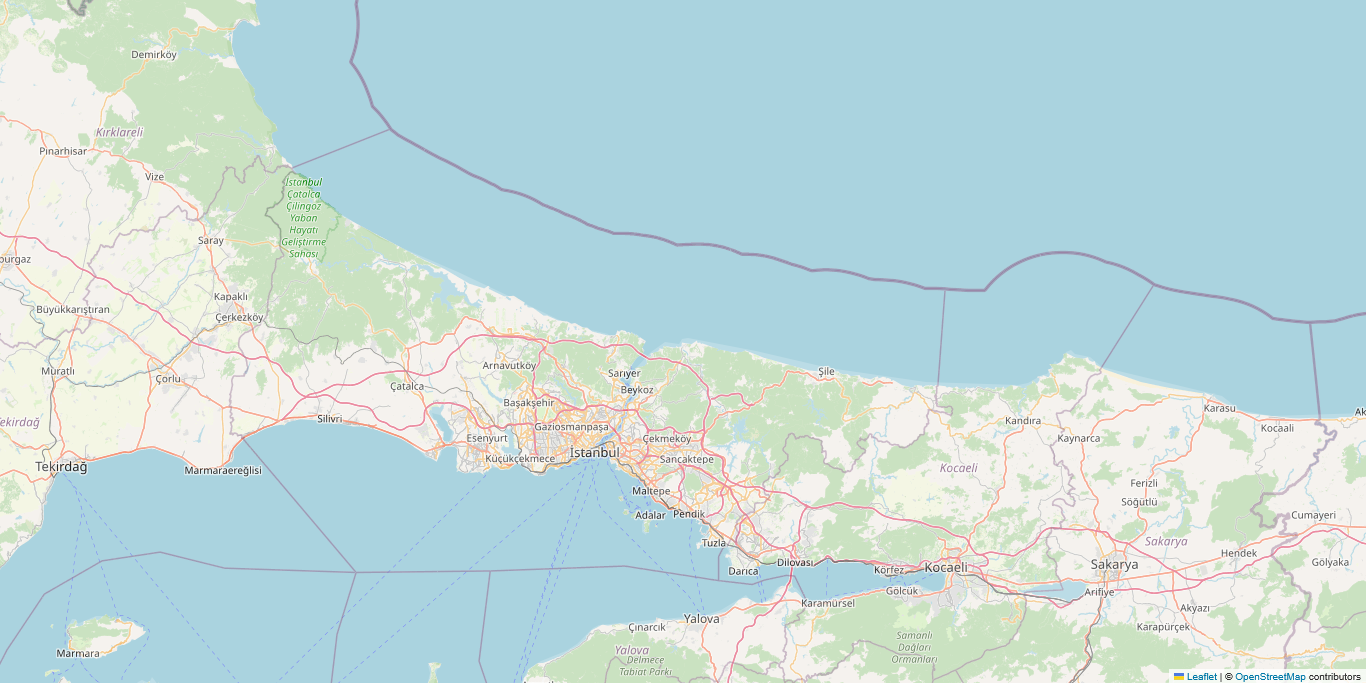 Demirköy
Kırklareli
Pınarhisar
Vize
İstanbul
Çatalca
Çilingoz
Yaban
Hayatı
Geliştirme
Sahası
Saray
burgaz
Kapaklı
Büyükkarıştıran
Çerkezköy
Arnavutköy
Sarıyer
Şile
Muratlı
Çorlu
Çatalca
Beykoz
Başakşehir
Karasu
Silivri
Kandıra
Tekirdağ
Gaziosmanpaşa
Kocaali
Esenyurt
Çekmeköy
Kaynarca
İstanbul
Küçükçekmece
Sancaktepe
Tekirdağ
Marmaraereğlisi
Kocaeli
Ferizli
Maltepe
Söğütlü
Adalar
Pendik
Cumayeri
Tuzla
Sakarya
Hendek
Dilovası
Gölyaka
Darıca
Körfez
Kocaeli
Sakarya
Gölcük
Arifiye
Karamürsel
Akyazı
Yalova
Çınarcık
Karapürçek
Samanlı
Dağları
Ormanları
Marmara
Yalova
Delmece
Tabiat Parkı
Leaflet | © OpenStreetMap contributors